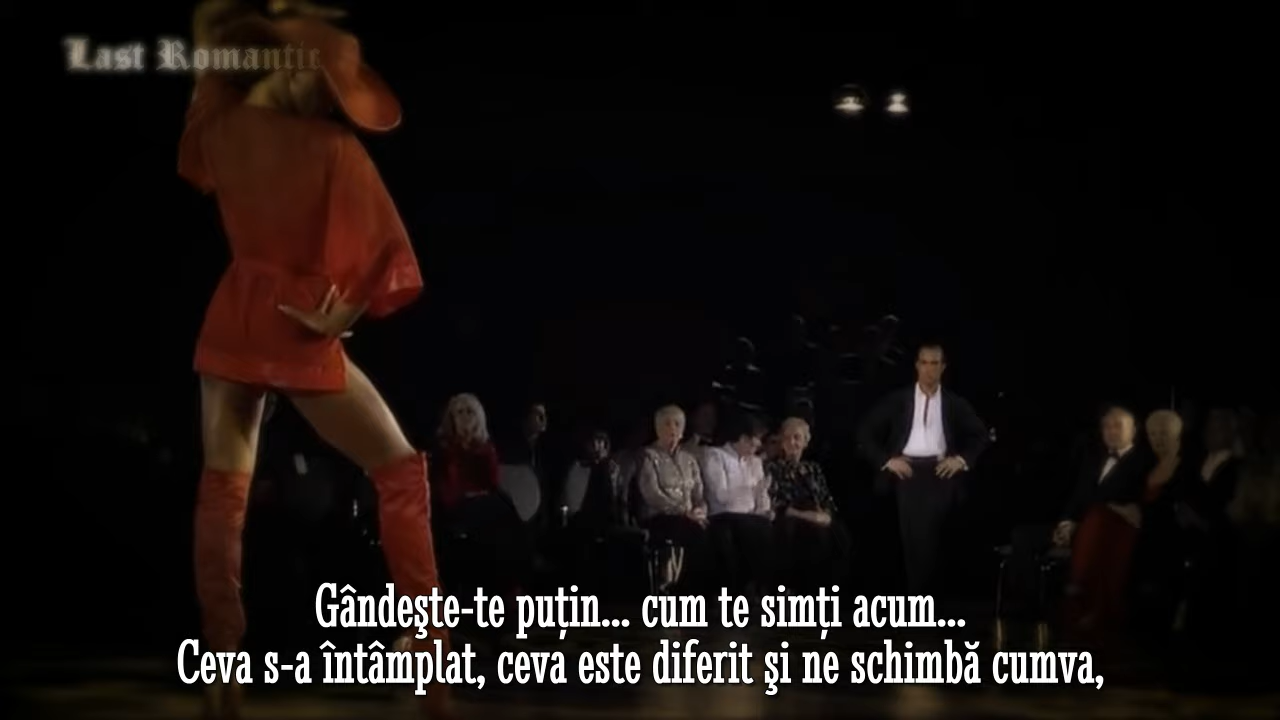 Last Romantic
Gândeşte-te puţin... cum te simţi acum...
Ceva s-a întâmplat, ceva este diferit şi ne schimbă cumva,